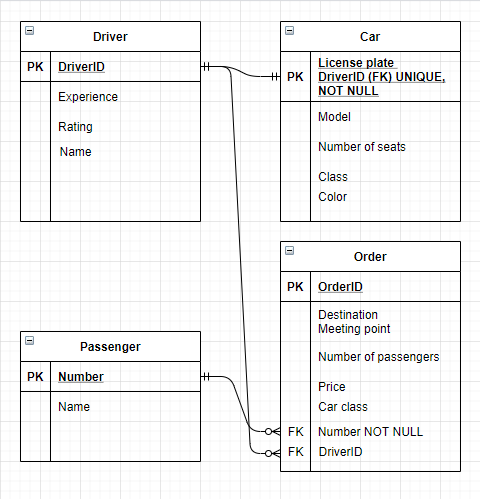 Driver
PK DriverID
Experience
Rating
Name
Car
PK
License plate
DriverID (FK) UNIQUE,
NOT NULL
Model
Number of seats
Class
Color
Order
PK OrderID
Destination
Meeting point
Number of passengers
Price
Car class
FK Number NOT NULL
FK DriverID
Passenger
PK Number
Name